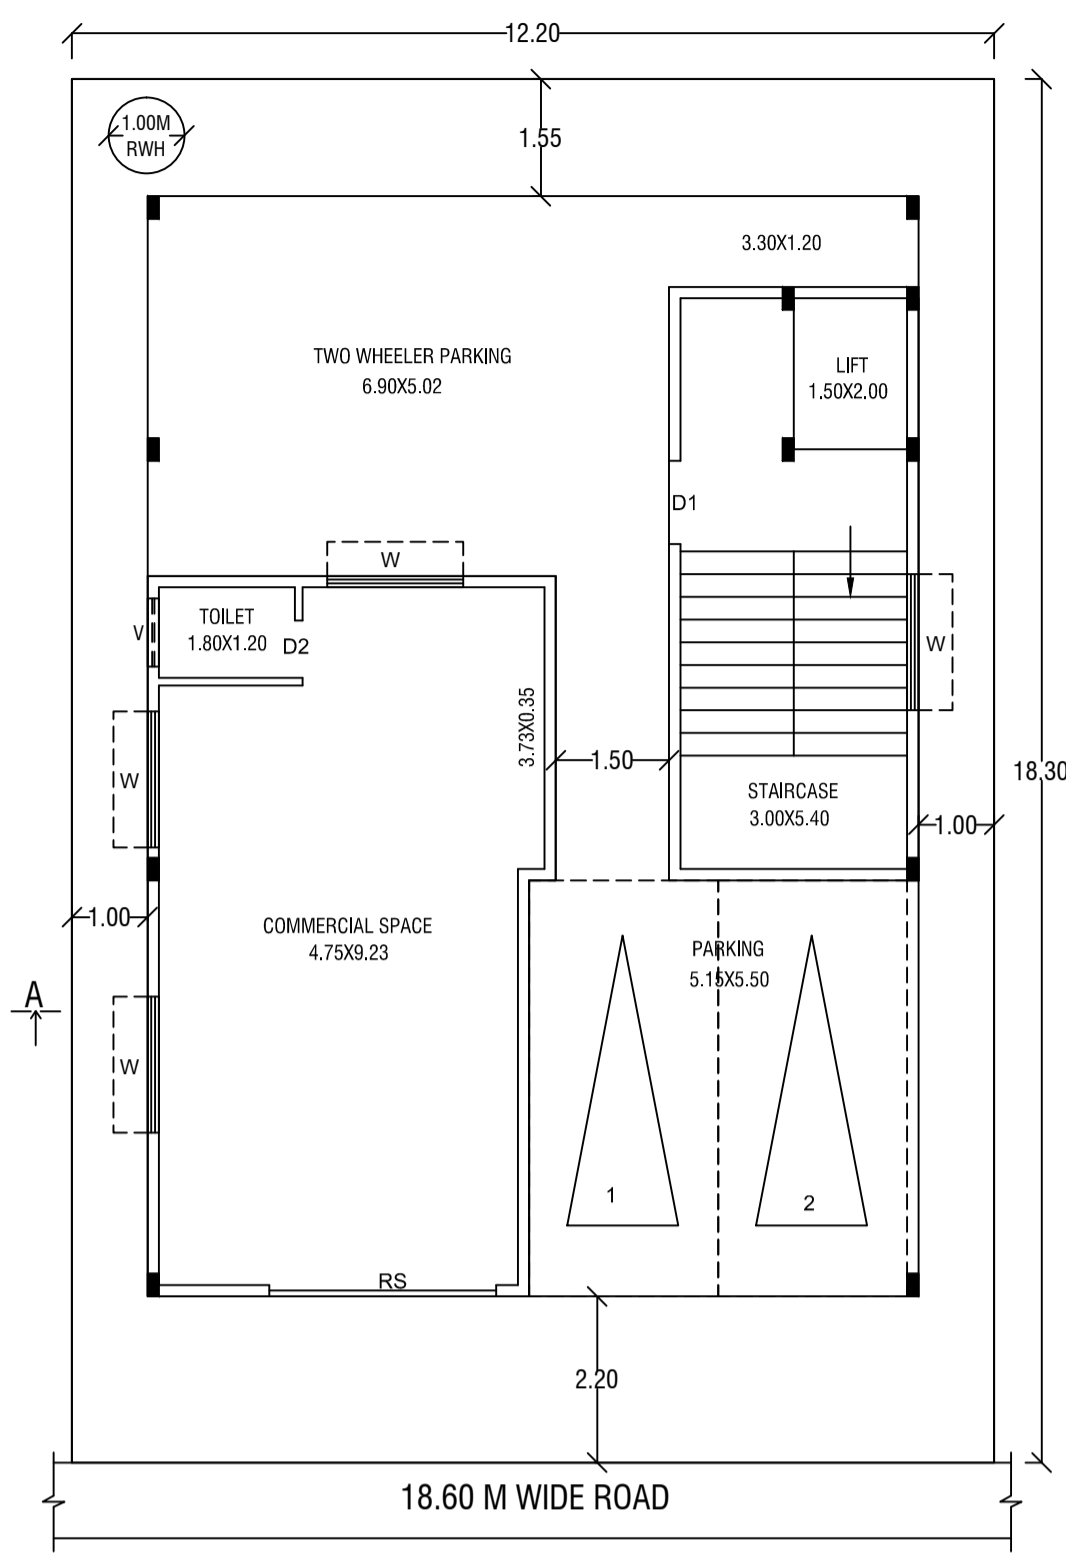 12.20
1.00M
RWH
1.55
3.30X1.20
TWO WHEELER PARKING
6.90X5.02
LIFT
1.50X2.00
D1
W
TOILET
1.80X1.20
V
D2
W
3.73X0.35
W
1.50
18.30
STAIRCASE
3.00X5.40
1.00
1.00
COMMERCIAL SPACE
4.75X9.23
PARKING
5.15X5.50
A
W
1
2
RS
2.20
18.60 M WIDE ROAD